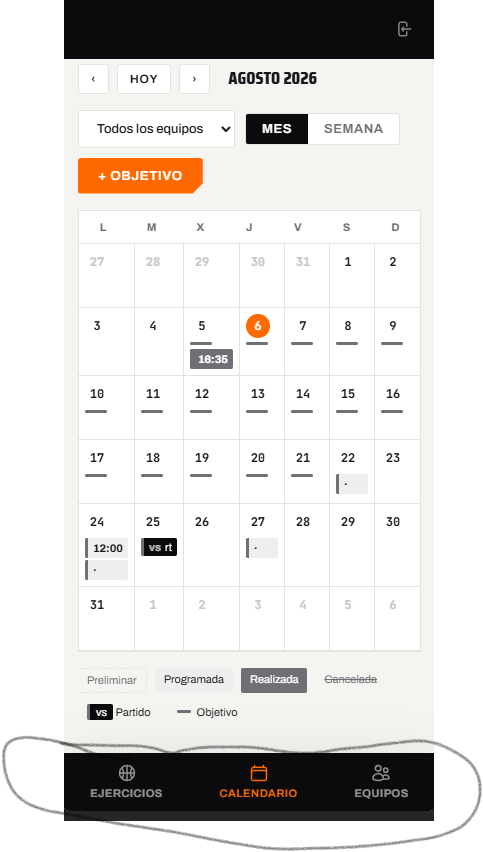 ‹ HOY › AGOSTO 2026
Todos los equipos MES SEMANA
+ OBJETIVO
L M X J V S D
27 28 29 30 31 1 2
3 4 5 6 7 8 9
16:35
10 11 12 13 14 15 16
17 18 19 20 21 22 23
·
24 25 26 27 28 29 30
12:00 vs rt ·
·
31 1 2 3 4 5 6
Preliminar Programada Realizada Cancelada
vs Partido Objetivo
EJERCICIOS CALENDARIO EQUIPOS